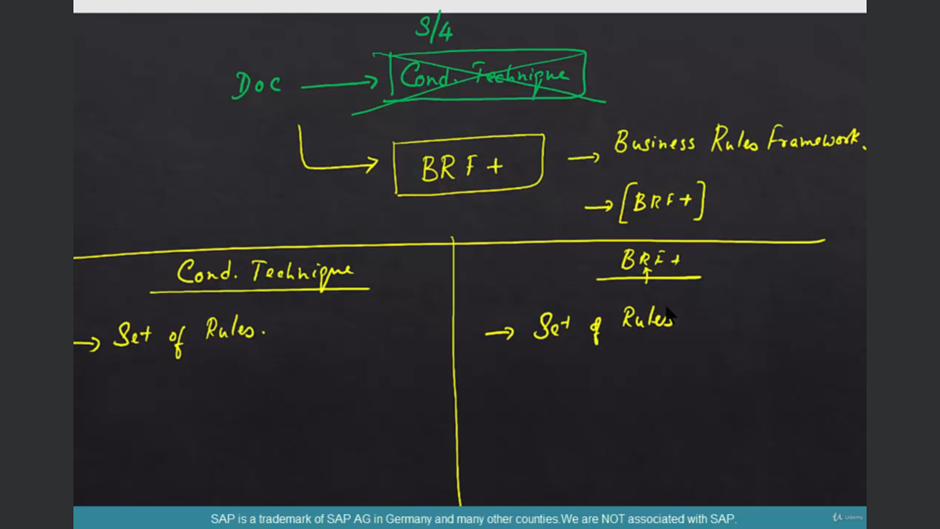 S/4
Doc → Cond. Technique
BRF+ → Business Rules Framework.
→ [BRF+]
Cond. Technique
→ Set of Rules.
BRF+
→ Set of Rules
SAP is a trademark of SAP AG in Germany and many other counties.We are NOT associated with SAP.
Udemy